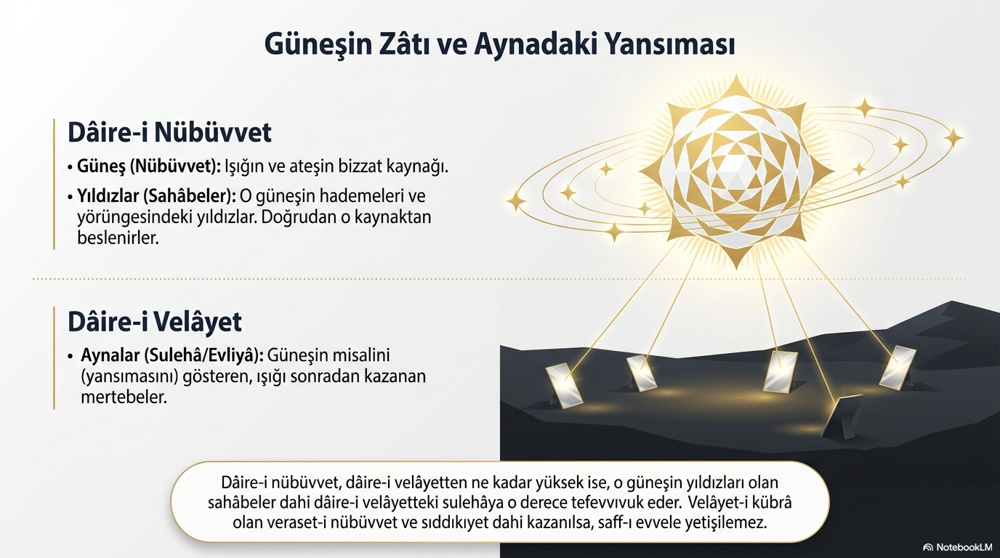 Güneşin Zâtı ve Aynadaki Yansıması
Dâire-i Nübüvvet
• Güneş (Nübüvvet): Işığın ve ateşin bizzat kaynağı.
• Yıldızlar (Sahâbeler): O güneşin hademeleri ve
yörüngesindeki yıldızlar. Doğrudan o kaynaktan
beslenirler.
Dâire-i Velâyet
• Aynalar (Sulehâ/Evliyâ): Güneşin misalini
(yansımasını) gösteren, ışığı sonradan kazanan
mertebeler.
Dâire-i nübüvvet, dâire-i velâyetten ne kadar yüksek ise, o güneşin yıldızları olan
sahâbeler dahi dâire-i velâyetteki sulehâya o derece tefevvıvuk eder. Velâyet-i kübrâ
olan veraset-i nübüvvet ve sıddıkıyet dahi kazanılsa, saff-ı evvele yetişilemez.
NotebookLM